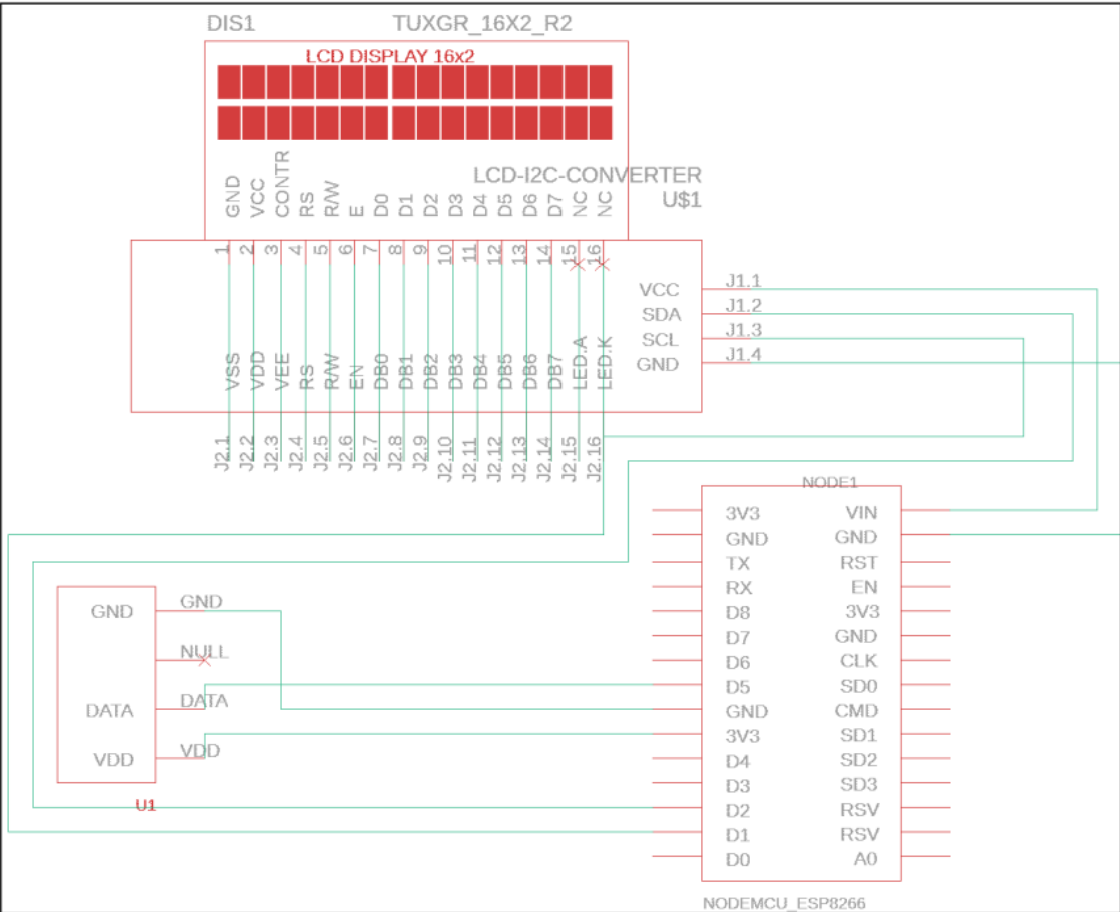 DIS1 TUXGR_16X2_R2
LCD DISPLAY 16x2
LCD-I2C-CONVERTER
U$1
GND VCC CONTR RS R/W E D0 D1 D2 D3 D4 D5 D6 D7 NC NC
1 2 3 4 5 6 7 8 9 10 11 12 13 14 15 16
VCC J1.1
SDA J1.2
SCL J1.3
GND J1.4
VSS VDD VEE RS R/W EN DB0 DB1 DB2 DB3 DB4 DB5 DB6 DB7 LED.A LED.K
J2.1 J2.2 J2.3 J2.4 J2.5 J2.6 J2.7 J2.8 J2.9 J2.10 J2.11 J2.12 J2.13 J2.14 J2.15 J2.16
NODE1
3V3 VIN
GND GND
TX RST
RX EN
D8 3V3
D7 GND
D6 CLK
D5 SD0
GND CMD
3V3 SD1
D4 SD2
D3 SD3
D2 RSV
D1 RSV
D0 A0
NODEMCU_ESP8266
GND GND
NULL
DATA DATA
VDD VDD
U1